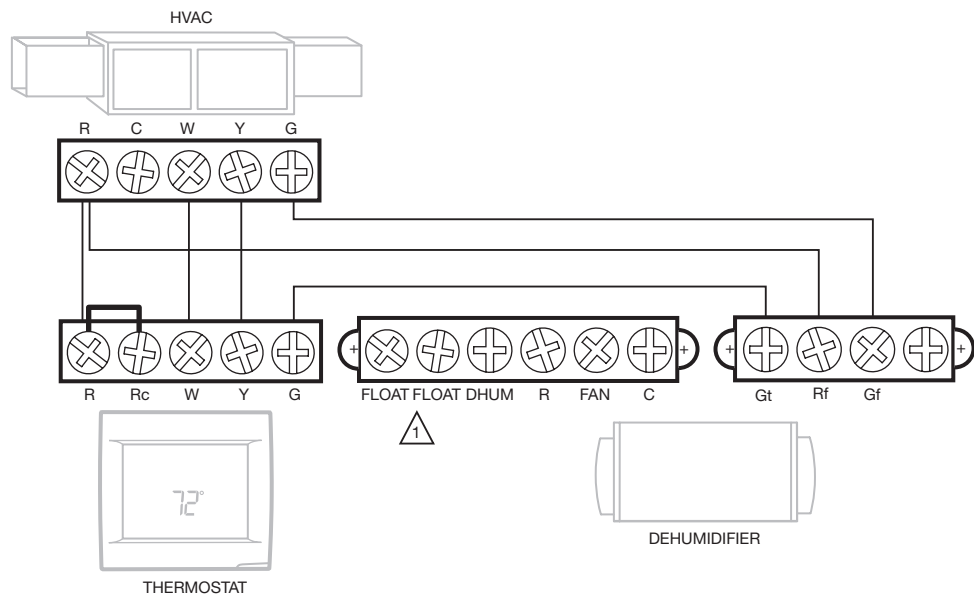 HVAC
R C W Y G
R Rc W Y G
FLOAT FLOAT DHUM R FAN C
Gt Rf Gf
1
72°
DEHUMIDIFIER
THERMOSTAT